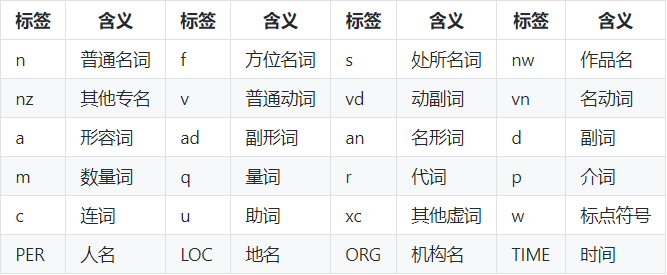 标签 含义 标签 含义 标签 含义 标签 含义
n 普通名词 f 方位名词 s 处所名词 nw 作品名
nz 其他专名 v 普通动词 vd 动副词 vn 名动词
a 形容词 ad 副形词 an 名形词 d 副词
m 数量词 q 量词 r 代词 p 介词
c 连词 u 助词 xc 其他虚词 w 标点符号
PER 人名 LOC 地名 ORG 机构名 TIME 时间